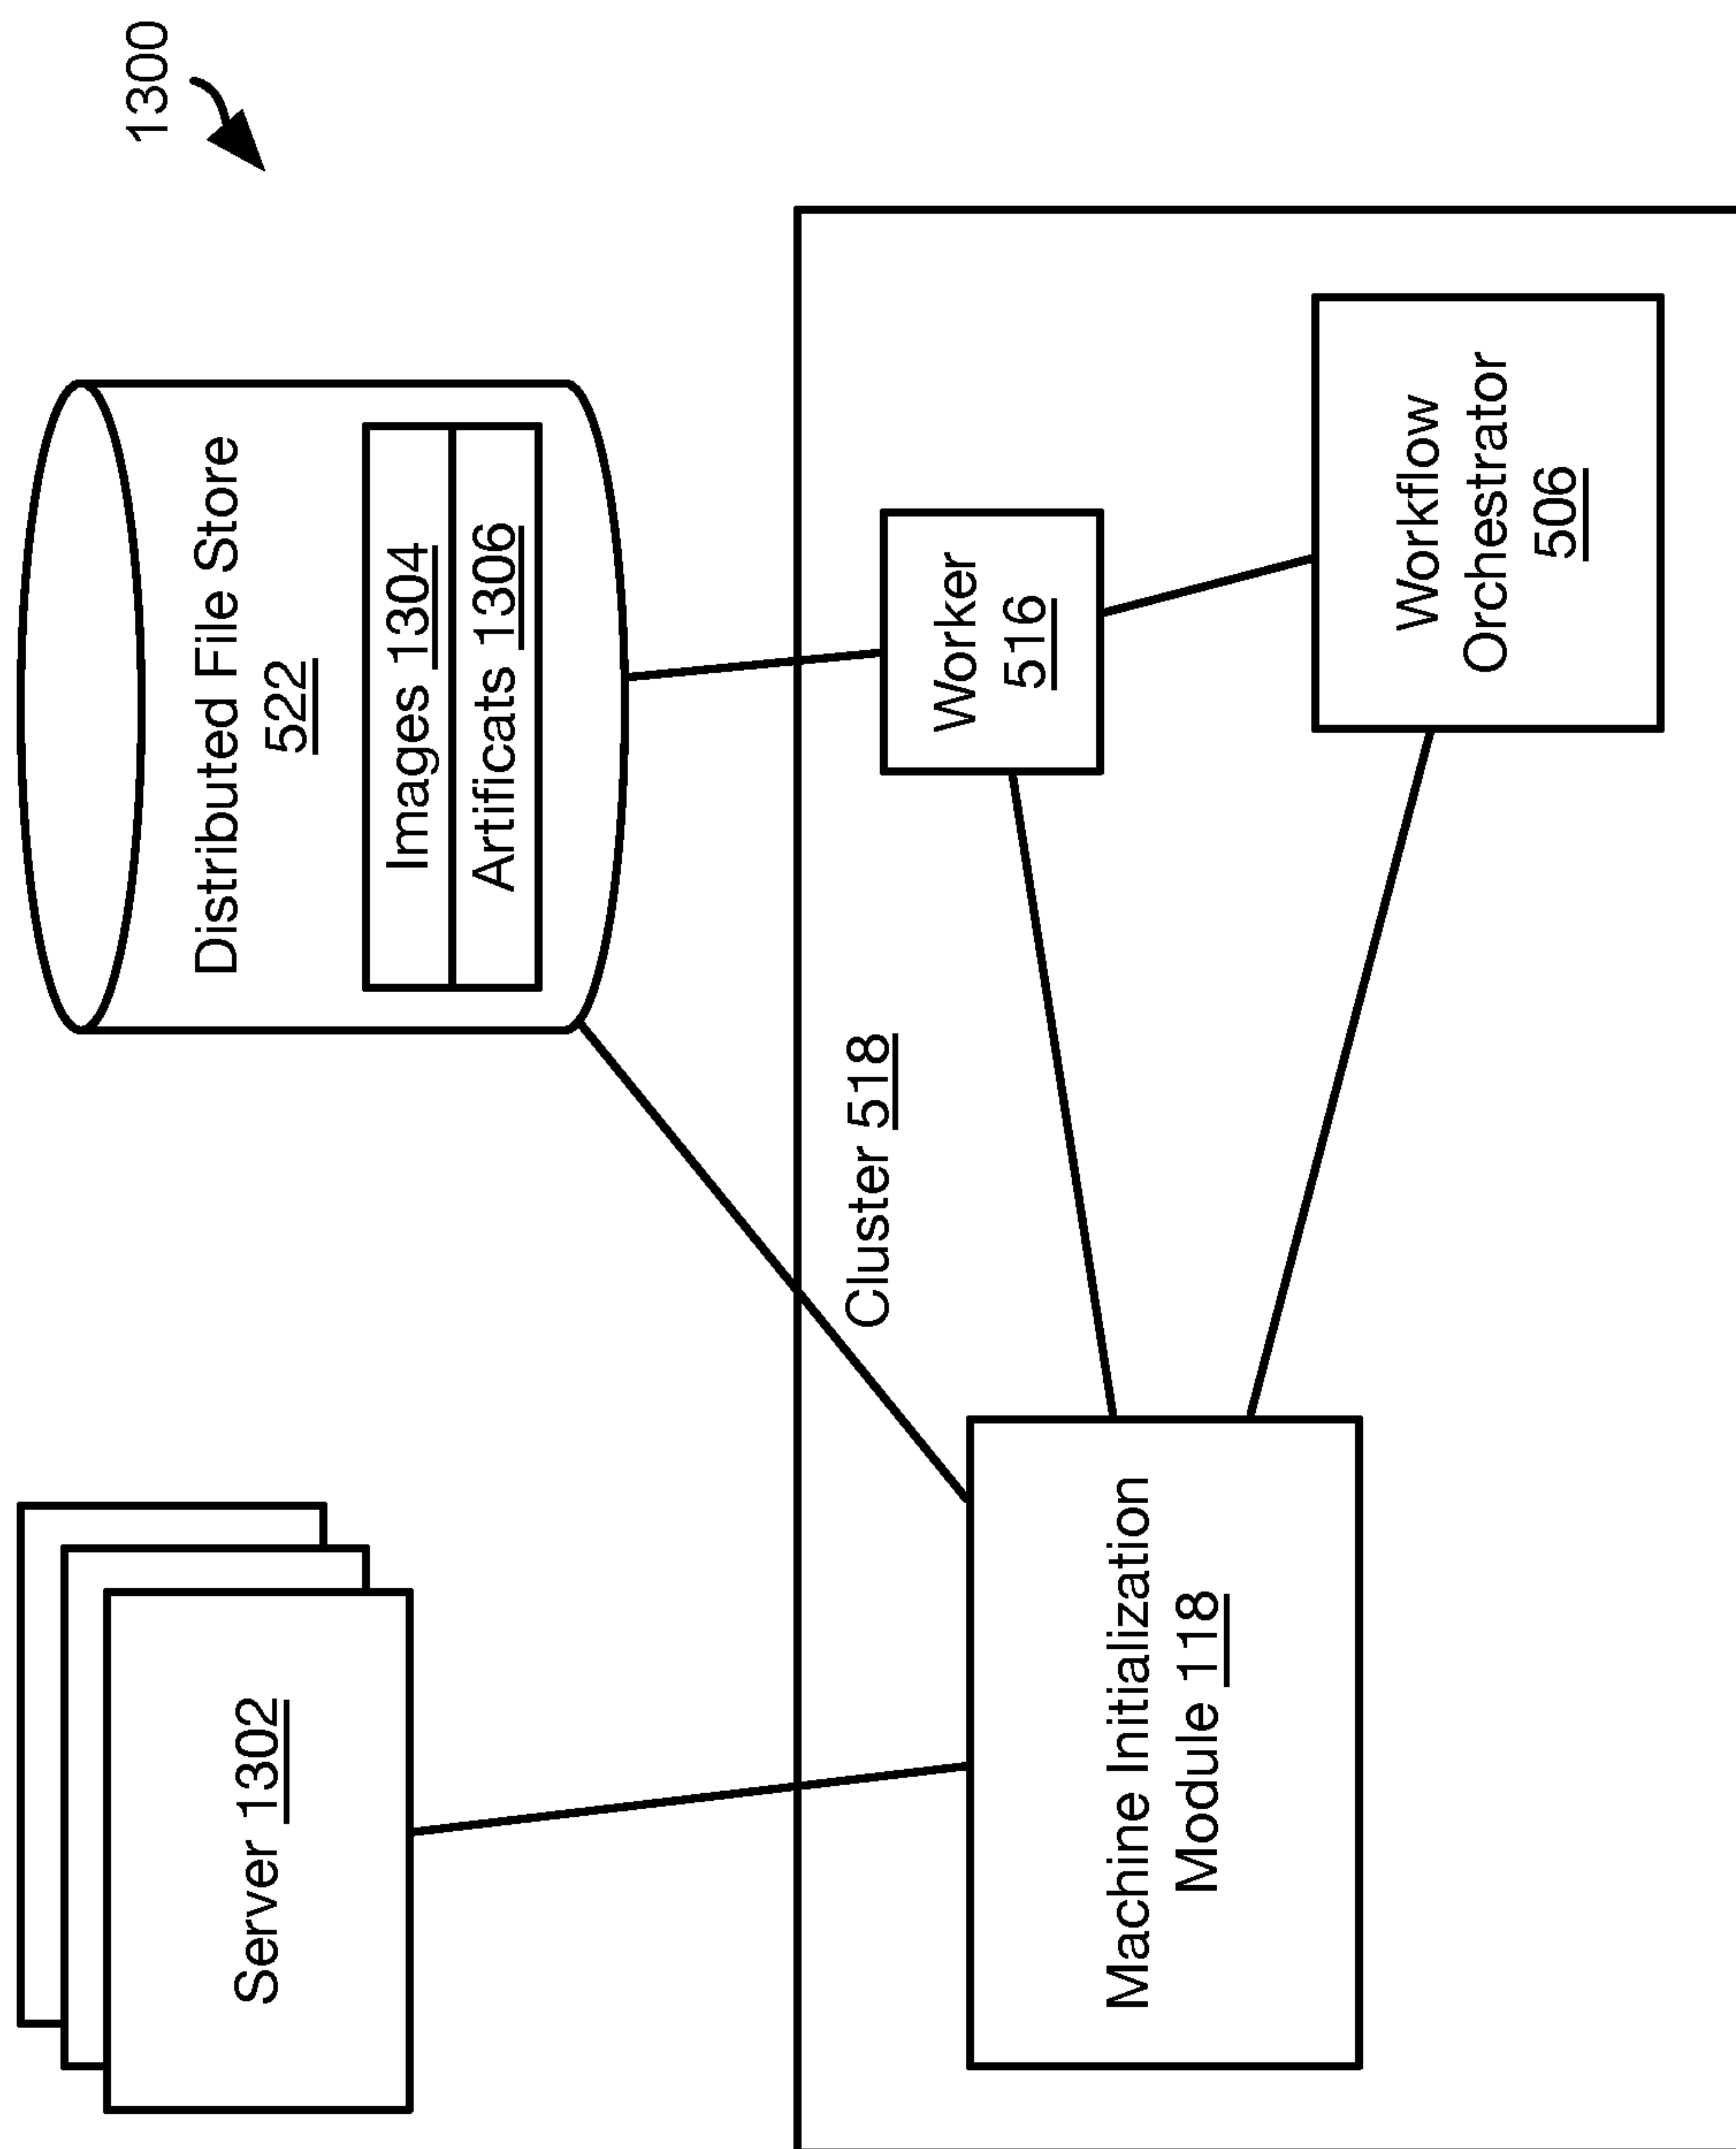 1300
Server 1302
Distributed File Store
522
Images 1304
Artificats 1306
Cluster 518
Machine Initialization
Module 118
Worker
516
Workflow
Orchestrator
506